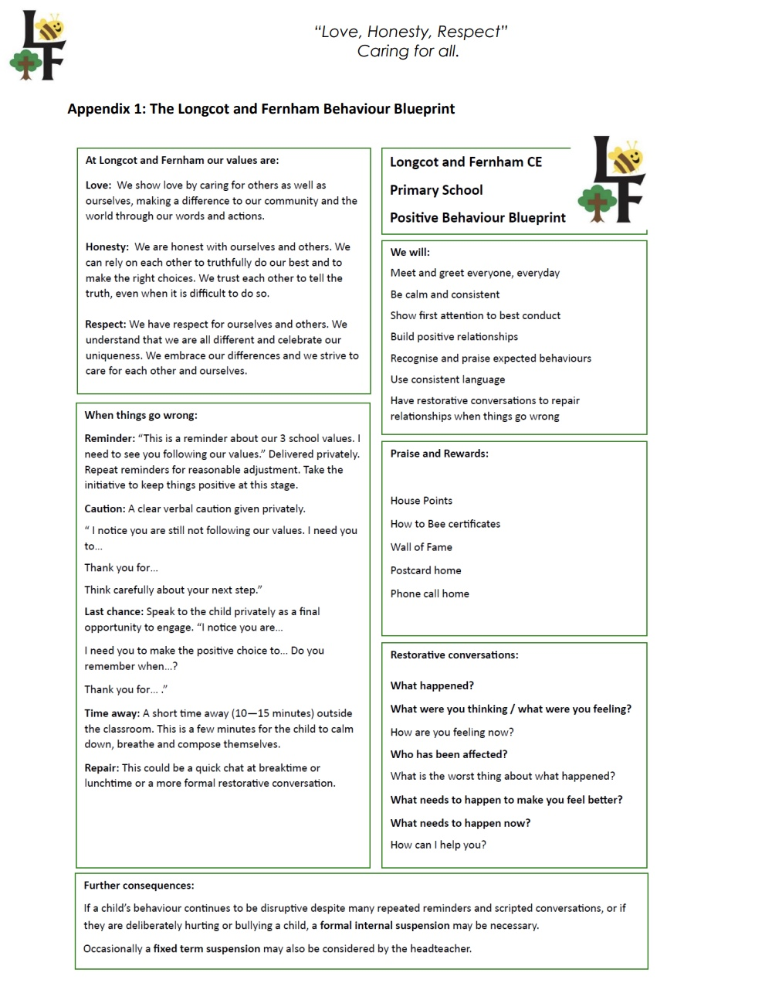 LF
“Love, Honesty, Respect”
Caring for all.
Appendix 1: The Longcot and Fernham Behaviour Blueprint
At Longcot and Fernham our values are:
Love:  We show love by caring for others as well as
ourselves, making a difference to our community and the
world through our words and actions.
Honesty:  We are honest with ourselves and others. We
can rely on each other to truthfully do our best and to
make the right choices. We trust each other to tell the
truth, even when it is difficult to do so.
Respect: We have respect for ourselves and others. We
understand that we are all different and celebrate our
uniqueness. We embrace our differences and we strive to
care for each other and ourselves.
When things go wrong:
Reminder: “This is a reminder about our 3 school values. I
need to see you following our values.” Delivered privately.
Repeat reminders for reasonable adjustment. Take the
initiative to keep things positive at this stage.
Caution: A clear verbal caution given privately.
“ I notice you are still not following our values. I need you
to...
Thank you for...
Think carefully about your next step.”
Last chance: Speak to the child privately as a final
opportunity to engage. “I notice you are...
I need you to make the positive choice to... Do you
remember when...?
Thank you for... .”
Time away: A short time away (10—15 minutes) outside
the classroom. This is a few minutes for the child to calm
down, breathe and compose themselves.
Repair: This could be a quick chat at breaktime or
lunchtime or a more formal restorative conversation.
Longcot and Fernham CE
Primary School
Positive Behaviour Blueprint
LF
We will:
Meet and greet everyone, everyday
Be calm and consistent
Show first attention to best conduct
Build positive relationships
Recognise and praise expected behaviours
Use consistent language
Have restorative conversations to repair
relationships when things go wrong
Praise and Rewards:
House Points
How to Bee certificates
Wall of Fame
Postcard home
Phone call home
Restorative conversations:
What happened?
What were you thinking / what were you feeling?
How are you feeling now?
Who has been affected?
What is the worst thing about what happened?
What needs to happen to make you feel better?
What needs to happen now?
How can I help you?
Further consequences:
If a child’s behaviour continues to be disruptive despite many repeated reminders and scripted conversations, or if
they are deliberately hurting or bullying a child, a formal internal suspension may be necessary.
Occasionally a fixed term suspension may also be considered by the headteacher.